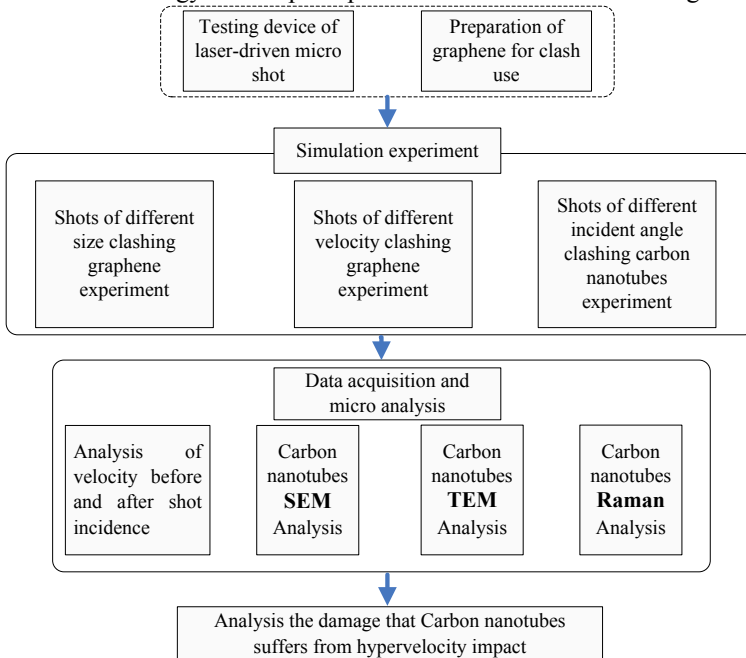 Testing device of
laser-driven micro
shot
Preparation of
graphene for clash
use
Simulation experiment
Shots of different
size clashing
graphene
experiment
Shots of different
velocity clashing
graphene
experiment
Shots of different
incident angle
clashing carbon
nanotubes
experiment
Data acquisition and
micro analysis
Analysis of
velocity before
and after shot
incidence
Carbon
nanotubes
SEM
Analysis
Carbon
nanotubes
TEM
Analysis
Carbon
nanotubes
Raman
Analysis
Analysis the damage that Carbon nanotubes
suffers from hypervelocity impact